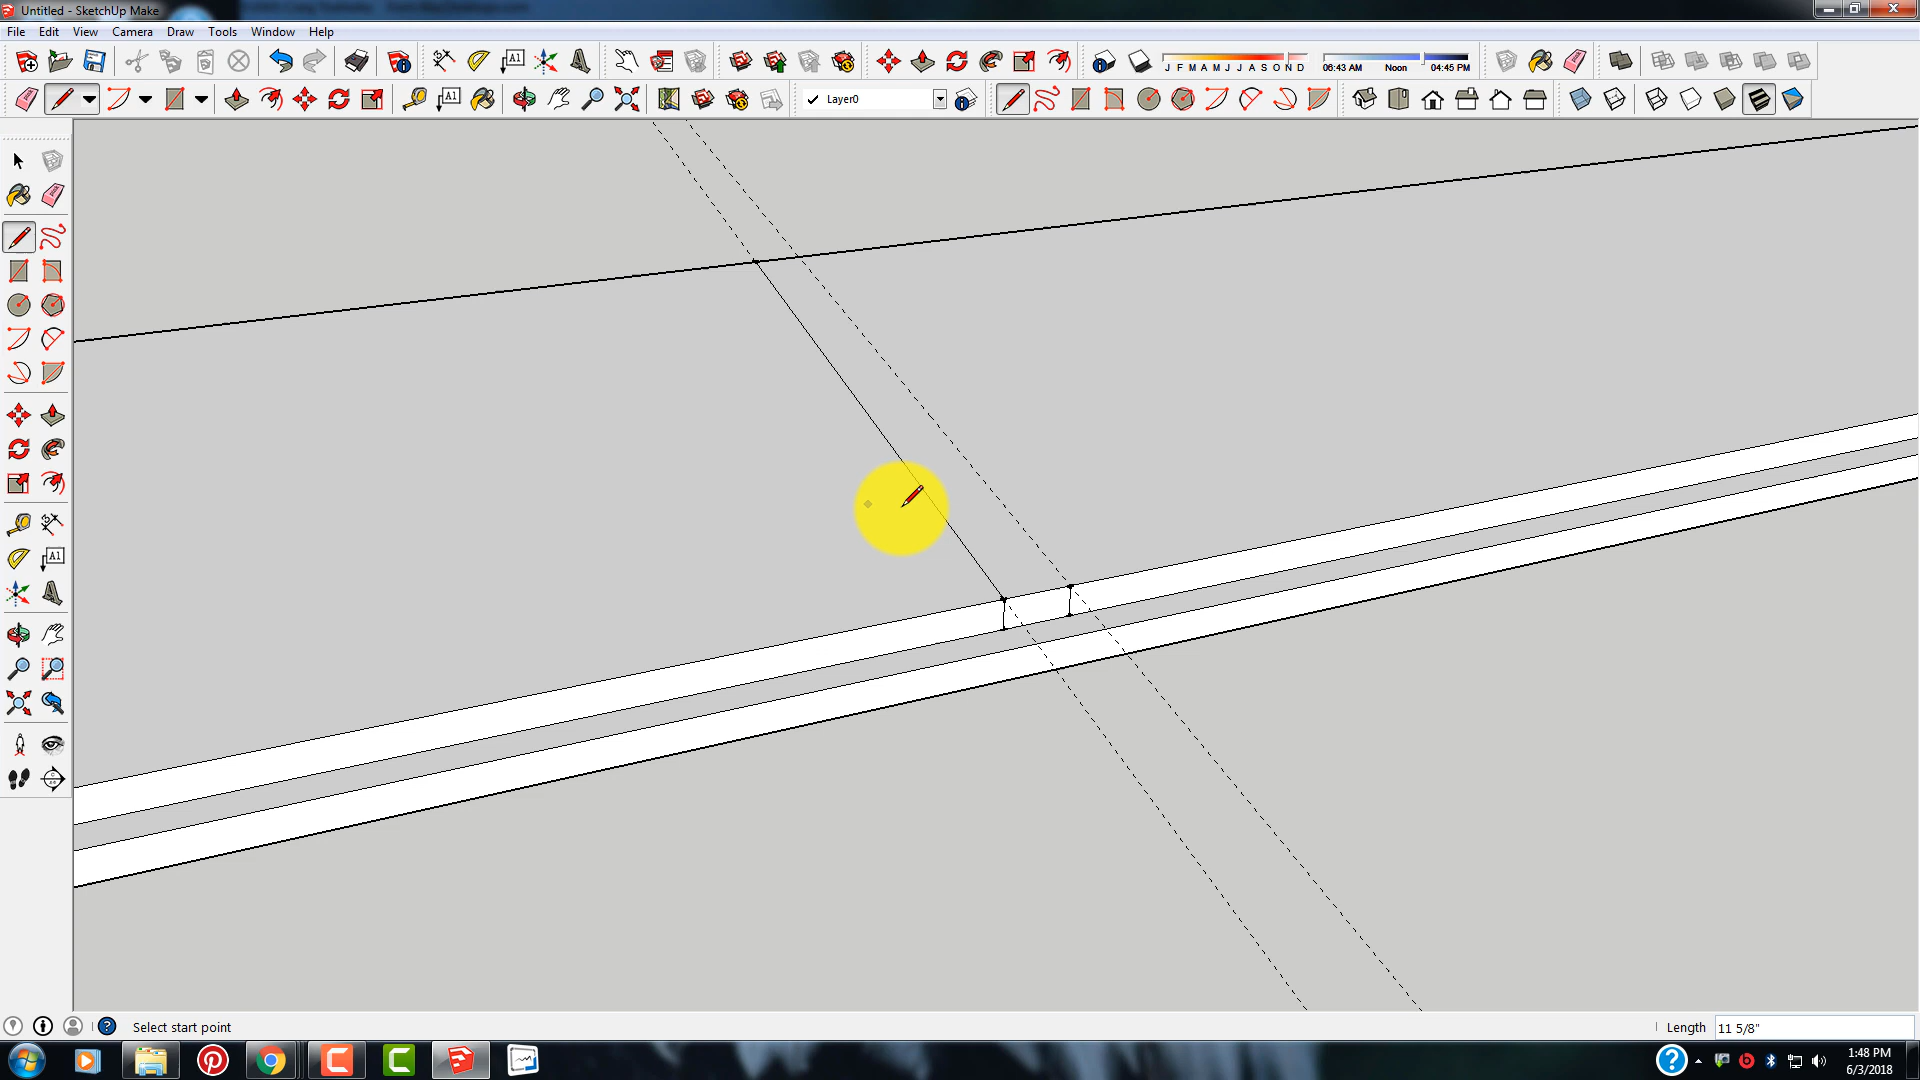 Untitled - SketchUp Make
File Edit View Camera Draw Tools Window Help
J F M A M J J A S O N D
06:43 AM Noon 04:45 PM
Layer0
Select start point
Length 11 5/8"
1:48 PM
6/3/2018